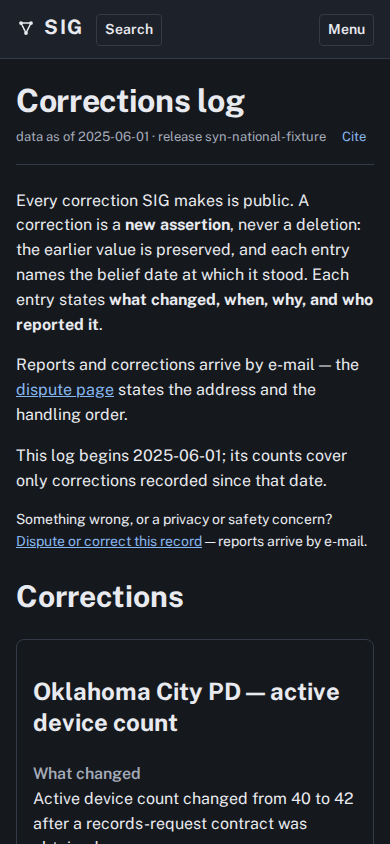 SIG Search Menu
Corrections log
data as of 2025-06-01 · release syn-national-fixture Cite
Every correction SIG makes is public. A
correction is a new assertion, never a deletion:
the earlier value is preserved, and each entry
names the belief date at which it stood. Each
entry states what changed, when, why, and who
reported it.
Reports and corrections arrive by e-mail — the
dispute page states the address and the
handling order.
This log begins 2025-06-01; its counts cover
only corrections recorded since that date.
Something wrong, or a privacy or safety concern?
Dispute or correct this record — reports arrive by e-mail.
Corrections
Oklahoma City PD — active
device count
What changed
Active device count changed from 40 to 42
after a records-request contract was